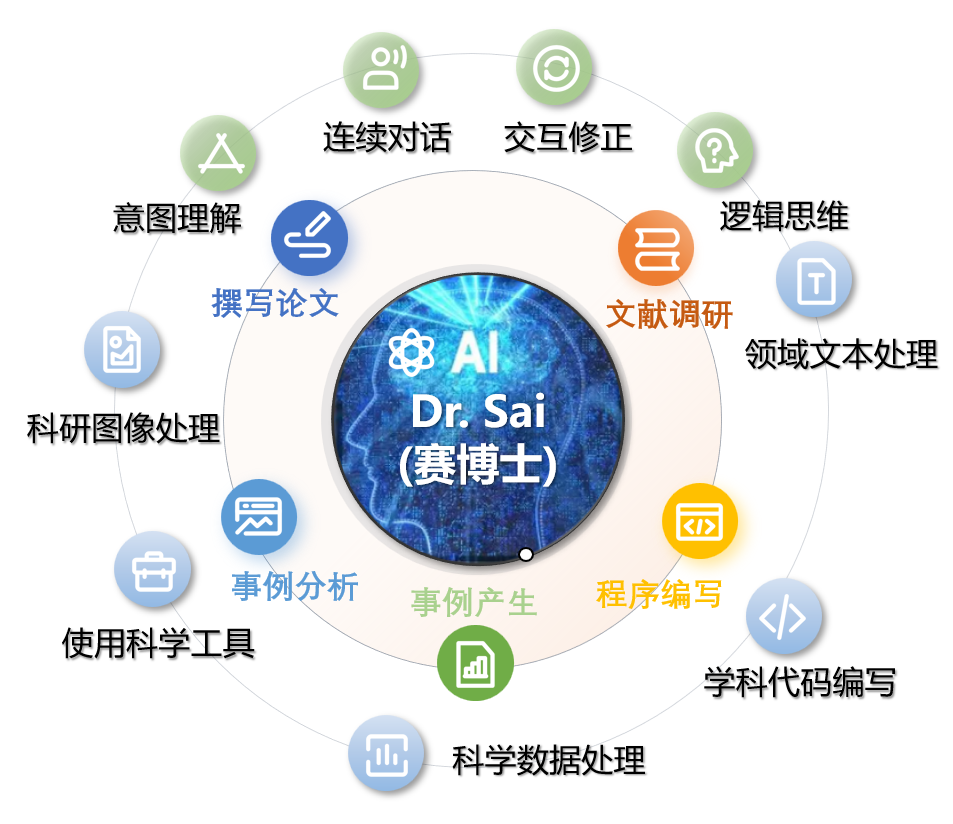 连续对话
交互修正
意图理解
逻辑思维
撰写论文
文献调研
T
领域文本处理
AI
Dr. Sai
(赛博士)
科研图像处理
事例分析
事例产生
程序编写
</>
</>
使用科学工具
学科代码编写
科学数据处理